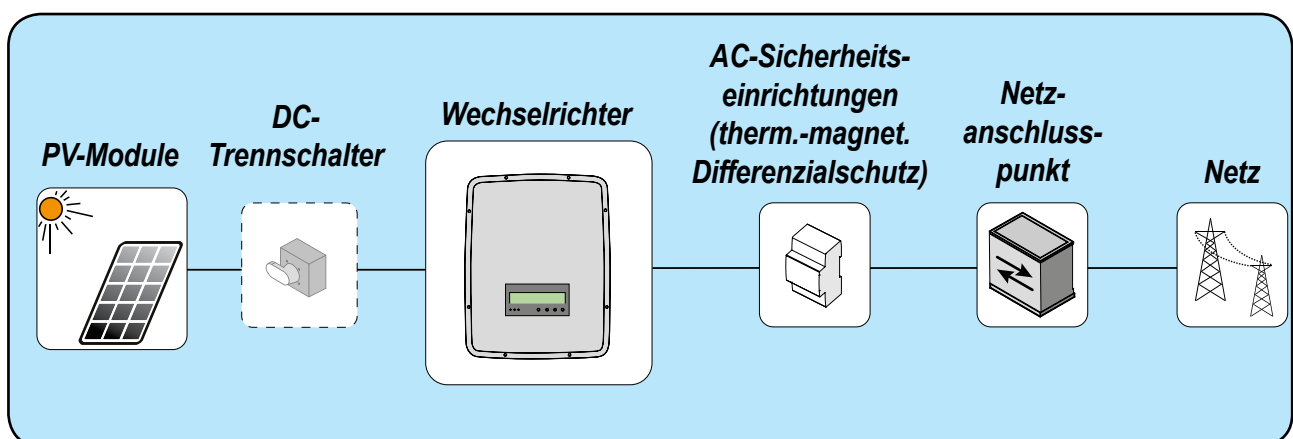 PV-Module
DC-
Trennschalter
Wechselrichter
AC-Sicherheits-
einrichtungen
(therm.-magnet.
Differenzialschutz)
Netz-
anschluss-
punkt
Netz